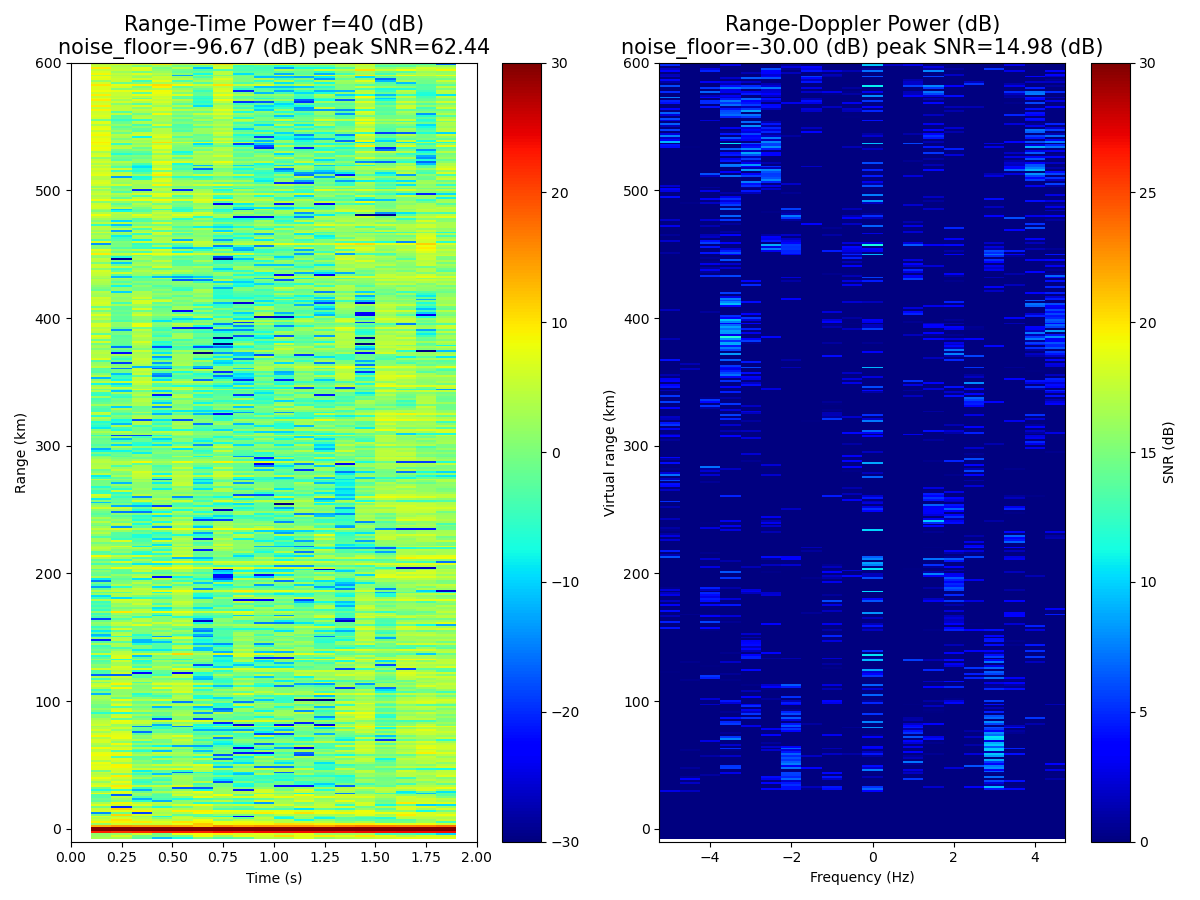 Range-Time Power f=40 (dB)
noise_floor=-96.67 (dB) peak SNR=62.44
Range-Doppler Power (dB)
noise_floor=-30.00 (dB) peak SNR=14.98 (dB)
600
500
400
300
200
100
0
Range (km)
0.00 0.25 0.50 0.75 1.00 1.25 1.50 1.75 2.00
Time (s)
30
20
10
0
−10
−20
−30
600
500
400
300
200
100
0
Virtual range (km)
−4 −2 0 2 4
Frequency (Hz)
30
25
20
15
10
5
0
SNR (dB)